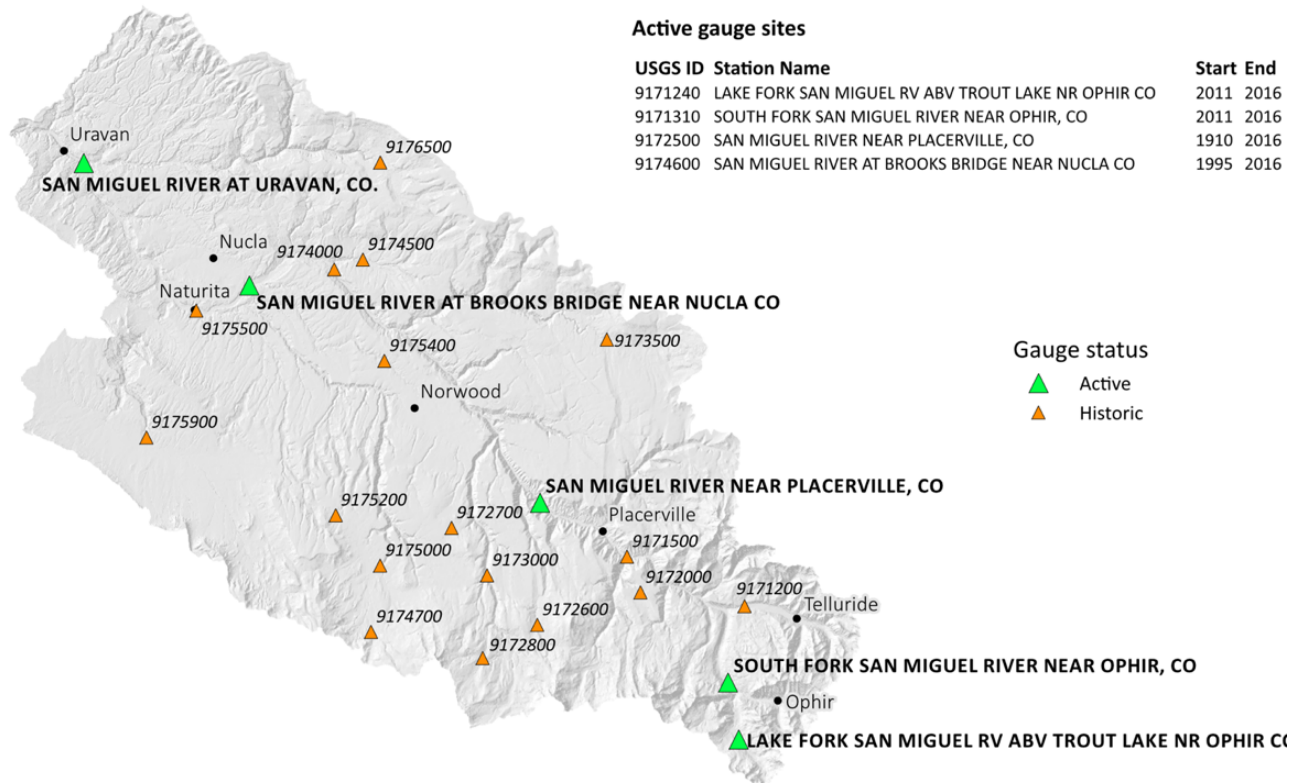 Active gauge sites
USGS ID Station Name Start End
9171240 LAKE FORK SAN MIGUEL RV ABV TROUT LAKE NR OPHIR CO 2011 2016
9171310 SOUTH FORK SAN MIGUEL RIVER NEAR OPHIR, CO 2011 2016
9172500 SAN MIGUEL RIVER NEAR PLACERVILLE, CO 1910 2016
9174600 SAN MIGUEL RIVER AT BROOKS BRIDGE NEAR NUCLA CO 1995 2016
Uravan
9176500
SAN MIGUEL RIVER AT URAVAN, CO.
Nucla
9174000
9174500
Naturita
SAN MIGUEL RIVER AT BROOKS BRIDGE NEAR NUCLA CO
9175500
9175400
9173500
Gauge status
Active
Historic
Norwood
9175900
SAN MIGUEL RIVER NEAR PLACERVILLE, CO
9175200
9172700
Placerville
9175000
9173000
9171500
9172000
9171200
Telluride
9174700
9172600
9172800
SOUTH FORK SAN MIGUEL RIVER NEAR OPHIR, CO
Ophir
LAKE FORK SAN MIGUEL RV ABV TROUT LAKE NR OPHIR C